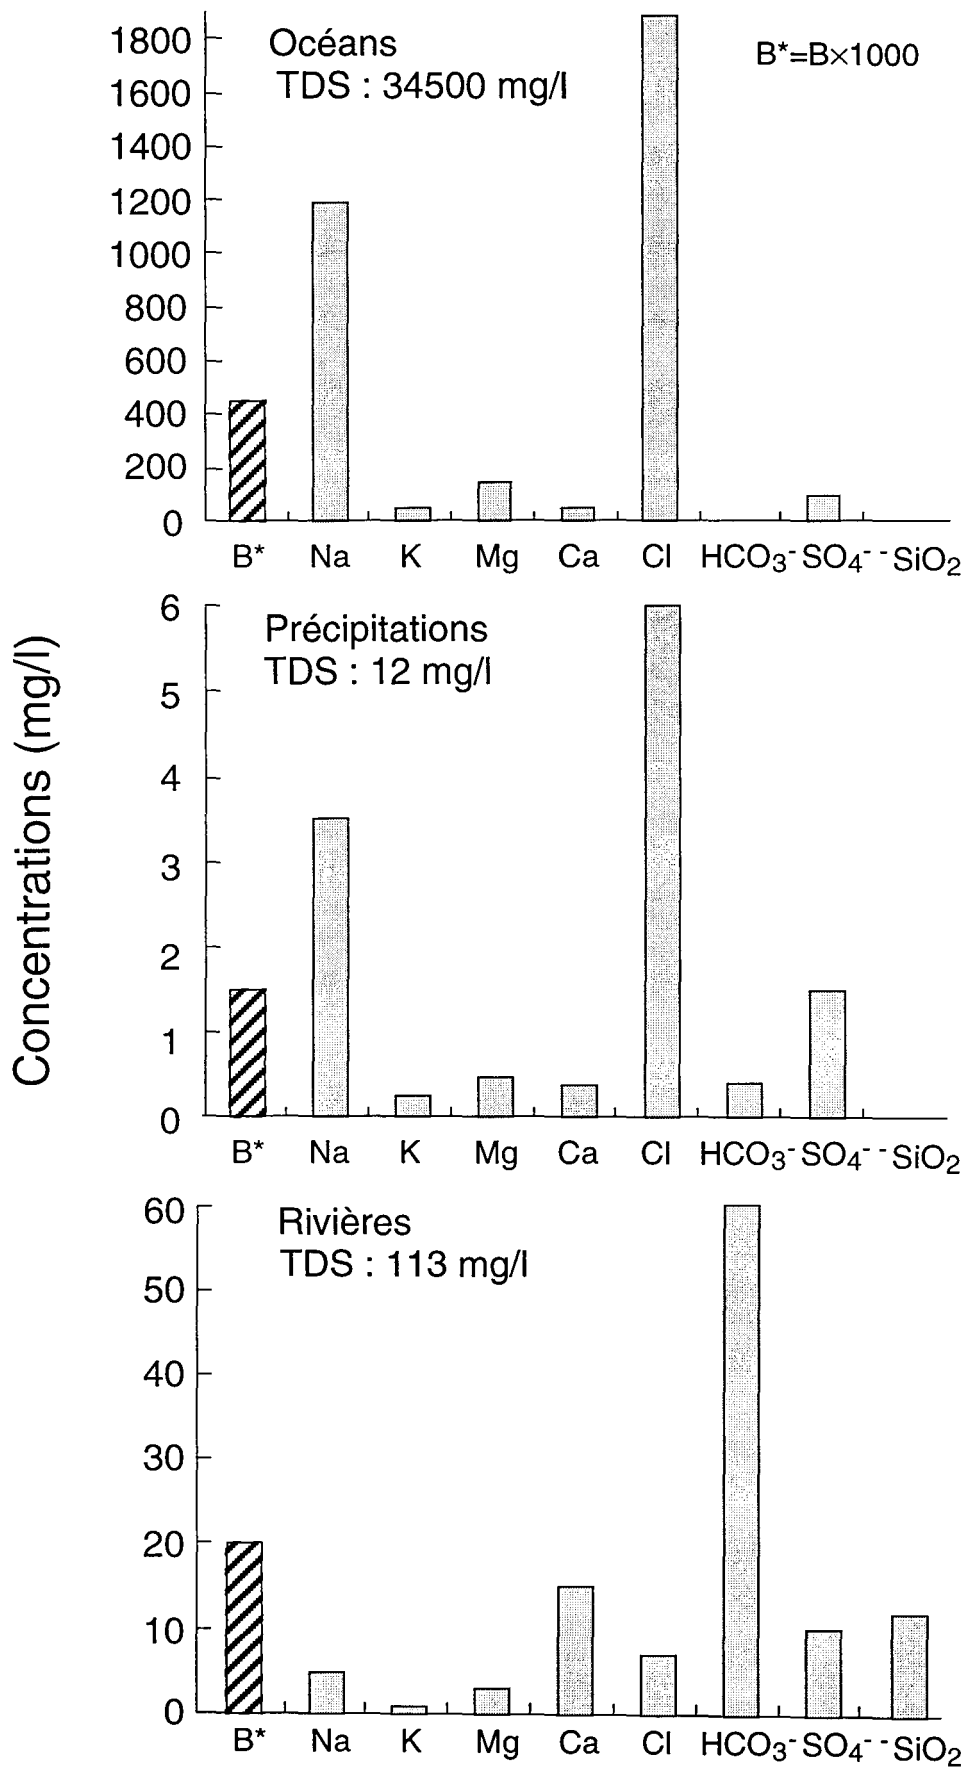 Concentrations (mg/l)
Océans
TDS : 34500 mg/l
B*=B×1000
1800
1600
1400
1200
1000
800
600
400
200
0
B* Na K Mg Ca Cl HCO3- SO4-- SiO2
Précipitations
TDS : 12 mg/l
6
5
4
3
2
1
0
B* Na K Mg Ca Cl HCO3- SO4-- SiO2
Rivières
TDS : 113 mg/l
60
50
40
30
20
10
0
B* Na K Mg Ca Cl HCO3- SO4-- SiO2